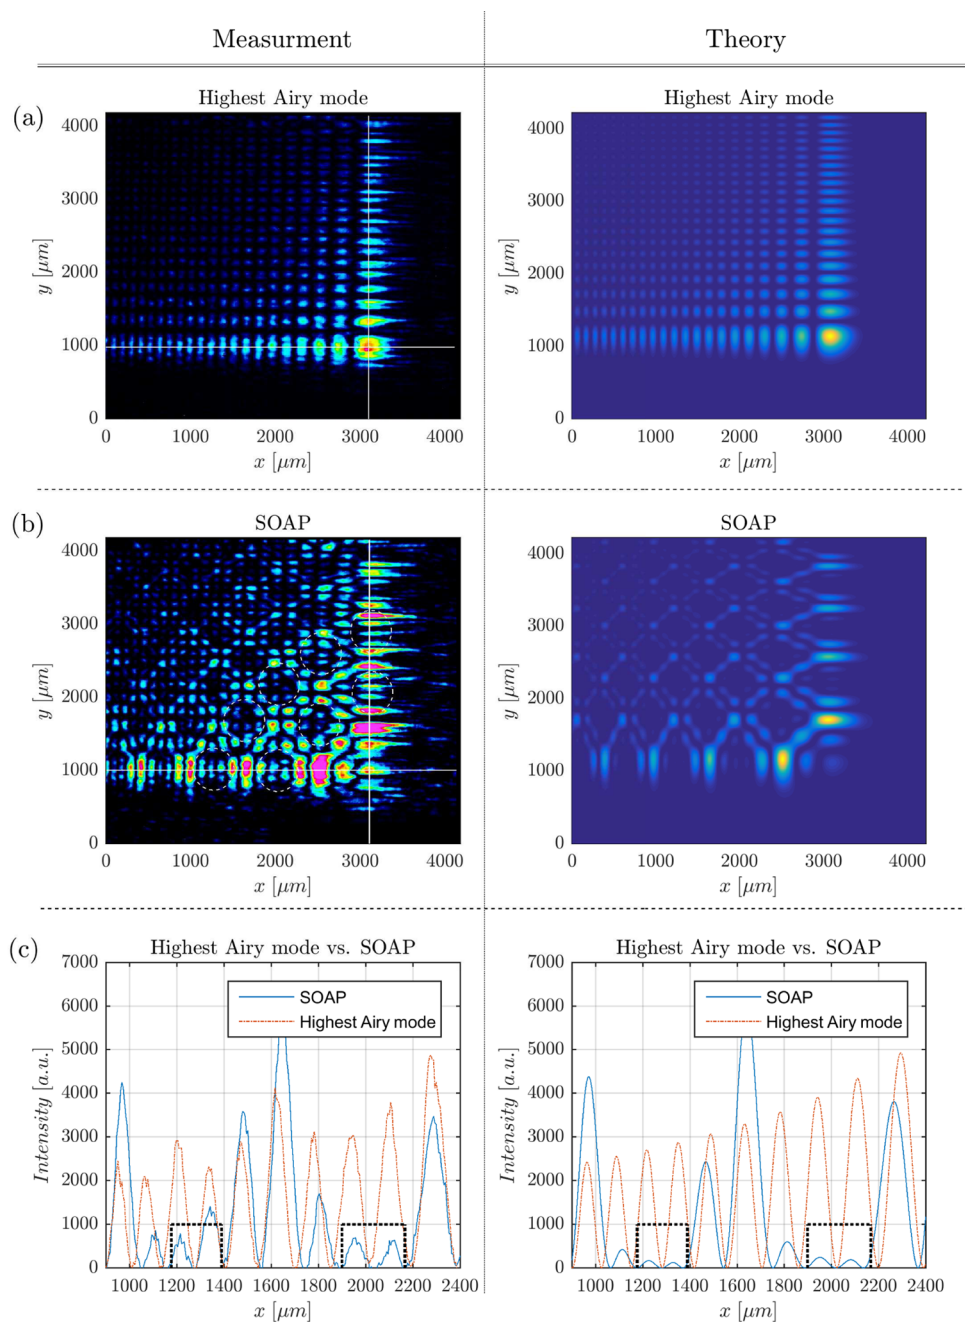 Measurment
Theory
(a)
Highest Airy mode
Highest Airy mode
4000
3000
2000
1000
0
y [μm]
0 1000 2000 3000 4000
x [μm]
4000
3000
2000
1000
0
y [μm]
0 1000 2000 3000 4000
x [μm]
(b)
SOAP
SOAP
4000
3000
2000
1000
0
y [μm]
0 1000 2000 3000 4000
x [μm]
4000
3000
2000
1000
0
y [μm]
0 1000 2000 3000 4000
x [μm]
(c)
Highest Airy mode vs. SOAP
Highest Airy mode vs. SOAP
7000
6000
5000
4000
3000
2000
1000
0
Intensity [a.u.]
SOAP
Highest Airy mode
1000 1200 1400 1600 1800 2000 2200 2400
x [μm]
7000
6000
5000
4000
3000
2000
1000
0
Intensity [a.u.]
SOAP
Highest Airy mode
1000 1200 1400 1600 1800 2000 2200 2400
x [μm]